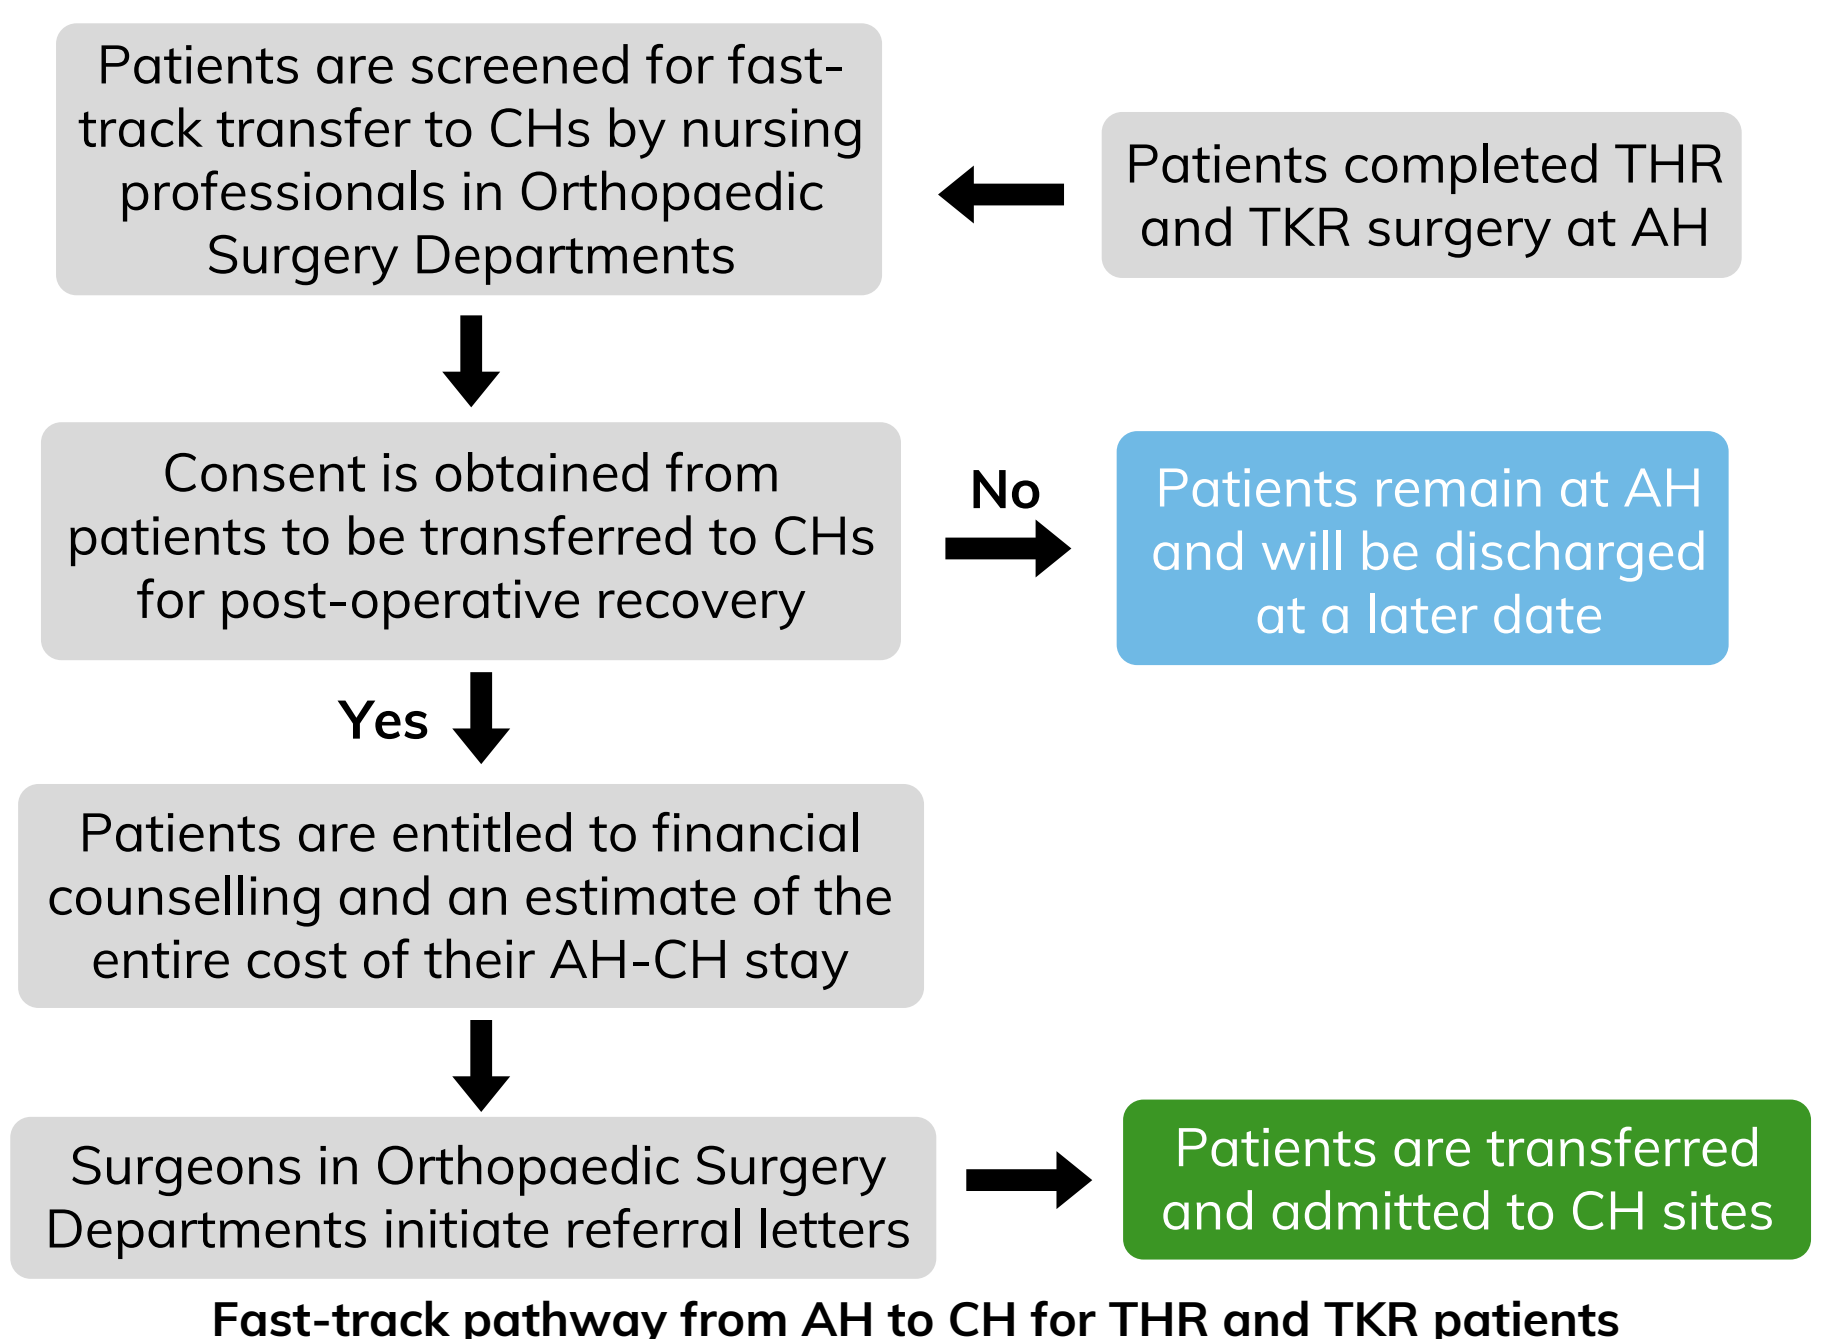 Patients completed THR
and TKR surgery at AH
Patients are screened for fast-
track transfer to CHs by nursing
professionals in Orthopaedic
Surgery Departments
Consent is obtained from
patients to be transferred to CHs
for post-operative recovery
No
Patients remain at AH
and will be discharged
at a later date
Yes
Patients are entitled to financial
counselling and an estimate of the
entire cost of their AH-CH stay
Surgeons in Orthopaedic Surgery
Departments initiate referral letters
Patients are transferred
and admitted to CH sites
Fast-track pathway from AH to CH for THR and TKR patients